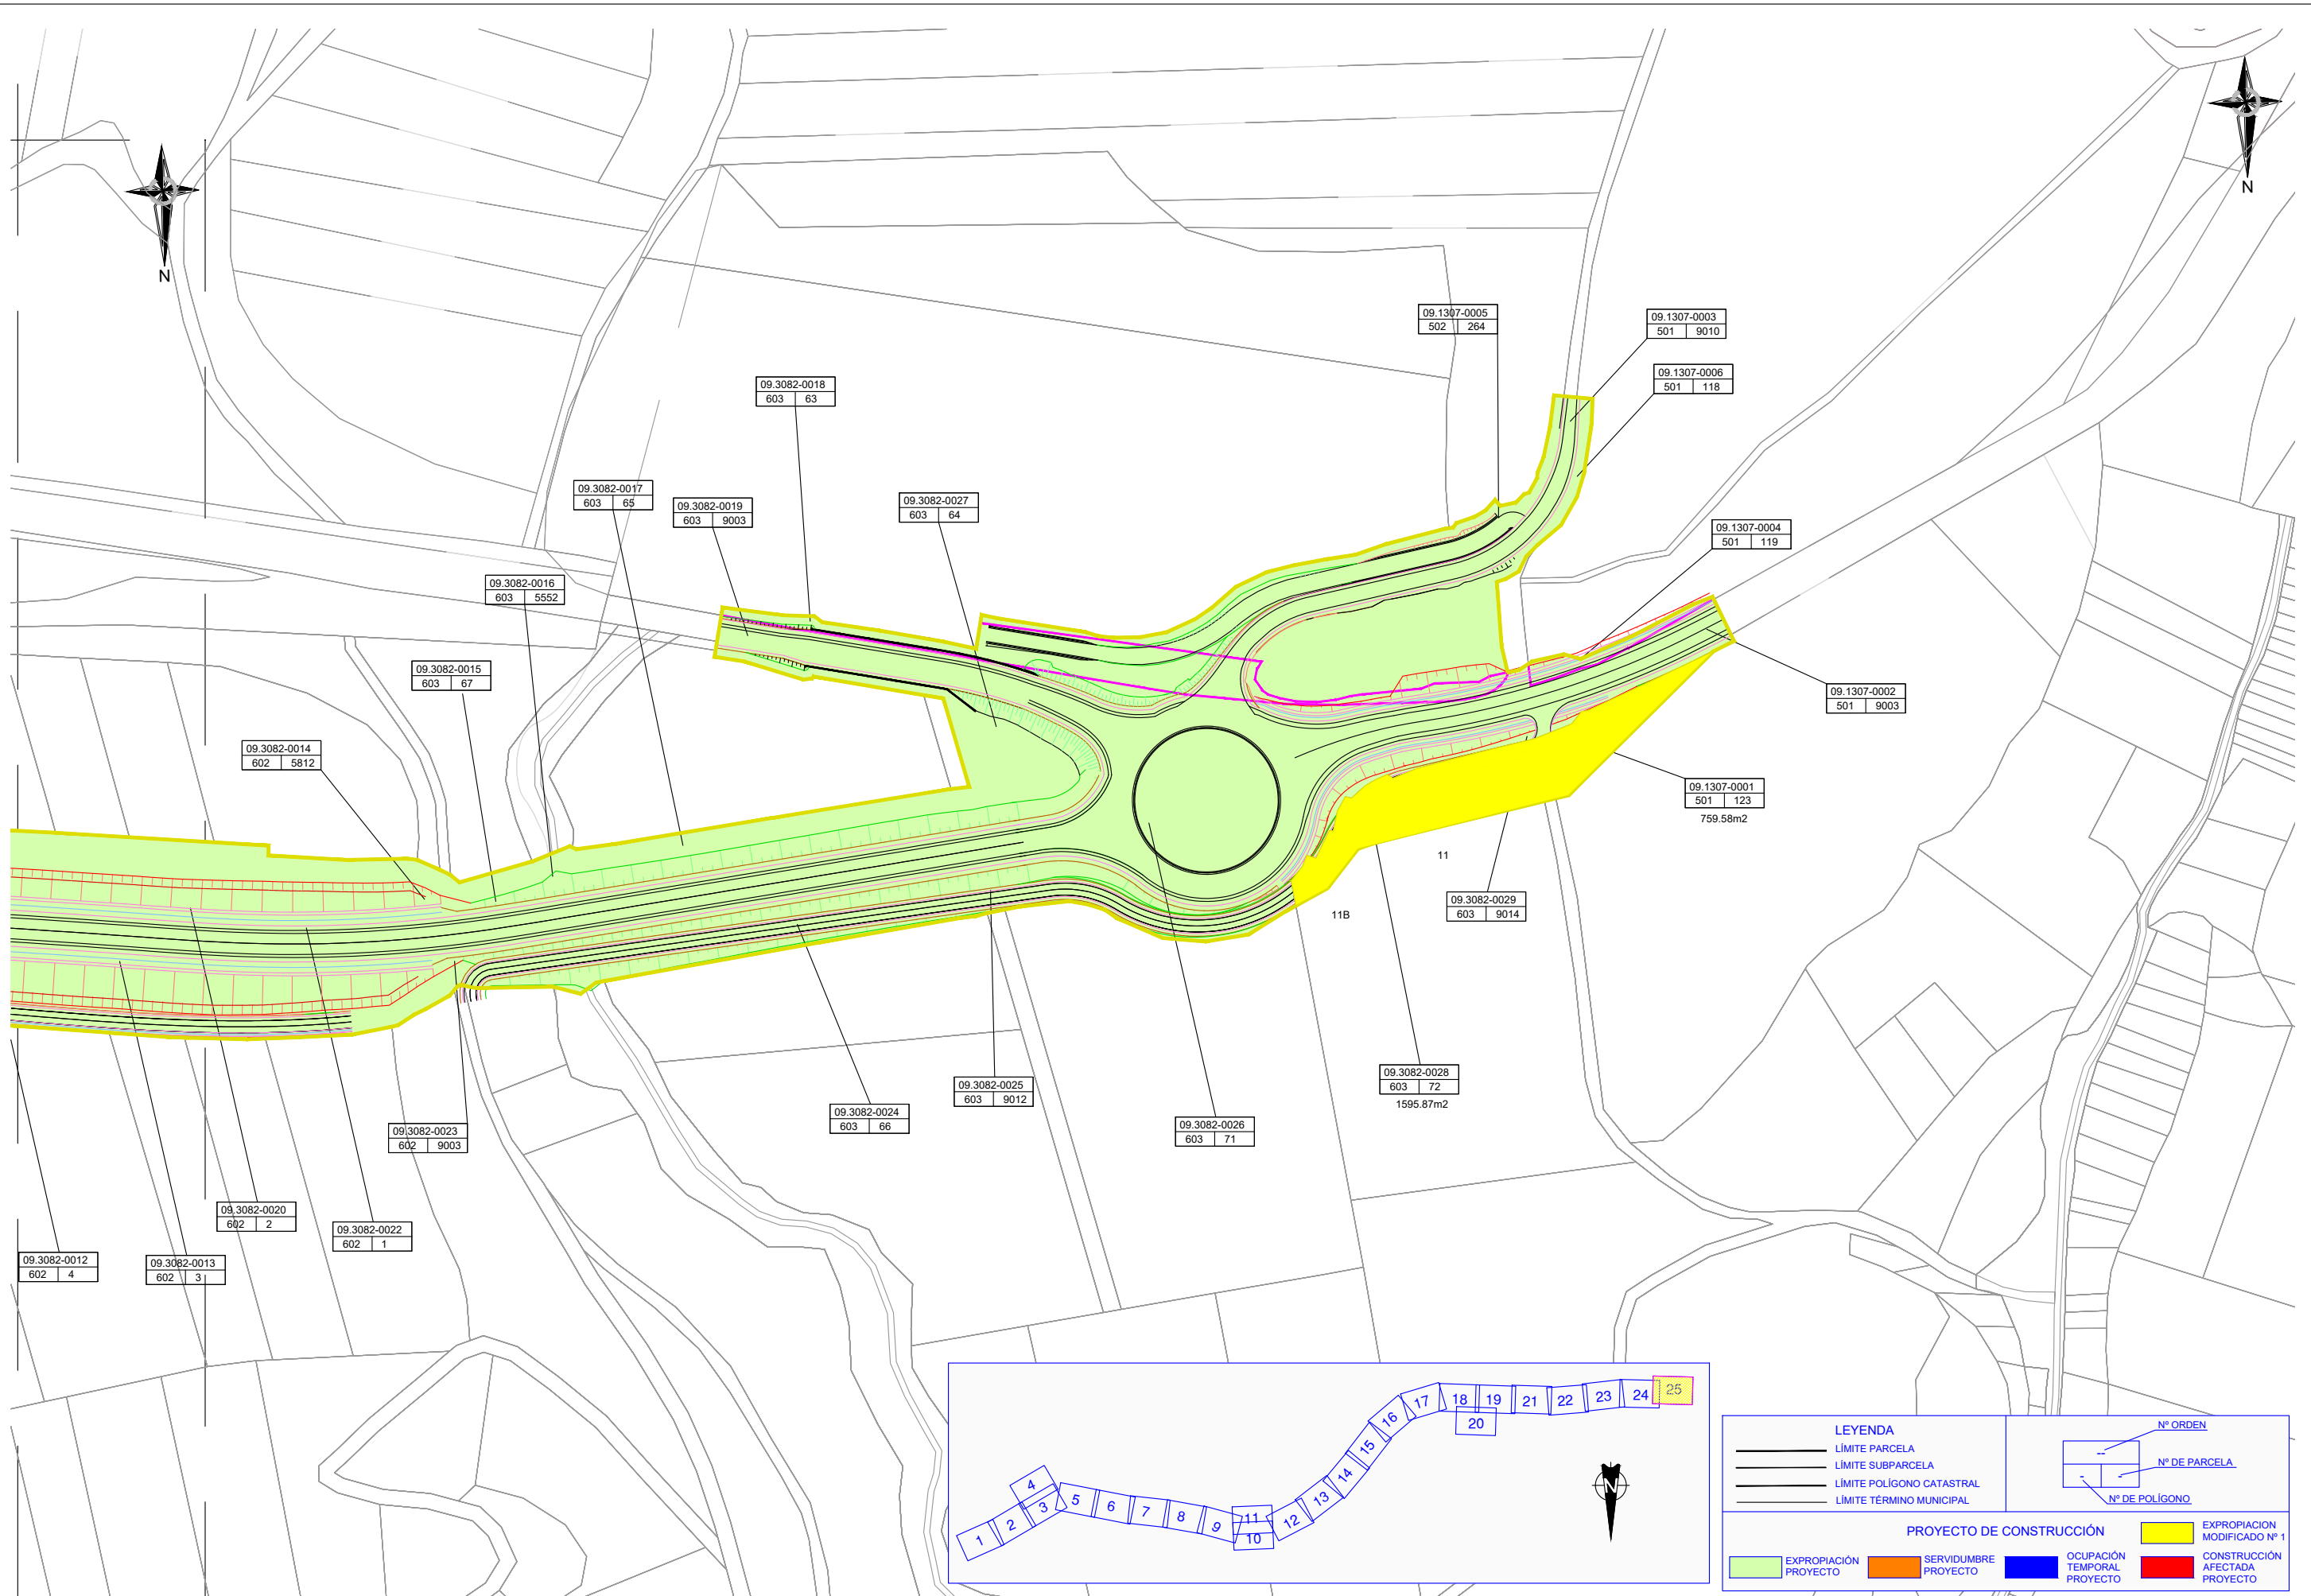 N
N
09.1307-0005
502 264
09.1307-0003
501 9010
09.1307-0006
501 118
09.3082-0018
603 63
09.3082-0017
603 65
09.3082-0019
603 9003
09.3082-0027
603 64
09.1307-0004
501 119
09.3082-0016
603 5552
09.3082-0015
603 67
09.1307-0002
501 9003
09.3082-0014
602 5812
09.1307-0001
501 123
759.58m2
11
11B
09.3082-0029
603 9014
09.3082-0028
603 72
1595.87m2
09.3082-0025
603 9012
09.3082-0024
603 66
09.3082-0026
603 71
09.3082-0023
602 9003
09.3082-0020
602 2
09.3082-0022
602 1
09.3082-0012
602 4
09.3082-0013
602 3
1
2
3
4
5
6
7
8
9
10
11
12
13
14
15
16
17
18
19
20
21
22
23
24
25
LEYENDA
LÍMITE PARCELA
LÍMITE SUBPARCELA
LÍMITE POLÍGONO CATASTRAL
LÍMITE TÉRMINO MUNICIPAL
Nº ORDEN
--
- -
Nº DE PARCELA
Nº DE POLÍGONO
PROYECTO DE CONSTRUCCIÓN
EXPROPIACION
MODIFICADO Nº 1
EXPROPIACIÓN
PROYECTO
SERVIDUMBRE
PROYECTO
OCUPACIÓN
TEMPORAL
PROYECTO
CONSTRUCCIÓN
AFECTADA
PROYECTO